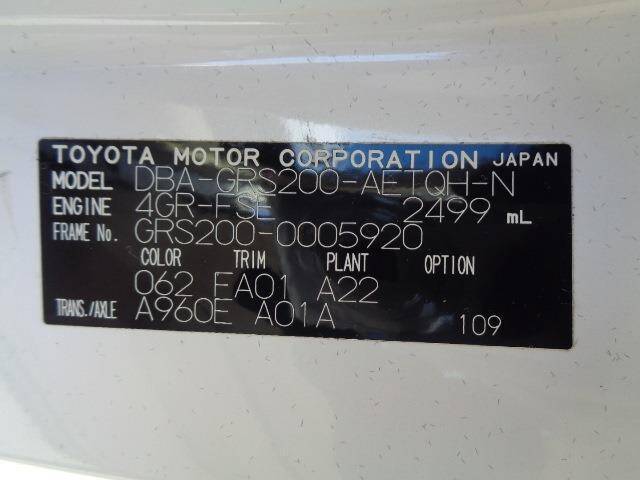 TOYOTA MOTOR CORPORATION JAPAN
MODEL DBA-GRS200-AETQH-N
ENGINE 4GR-FSE 2499 mL
FRAME No. GRS200-0005920
COLOR TRIM PLANT OPTION
062 FA01 A22
TRANS./AXLE A960E A01A 109